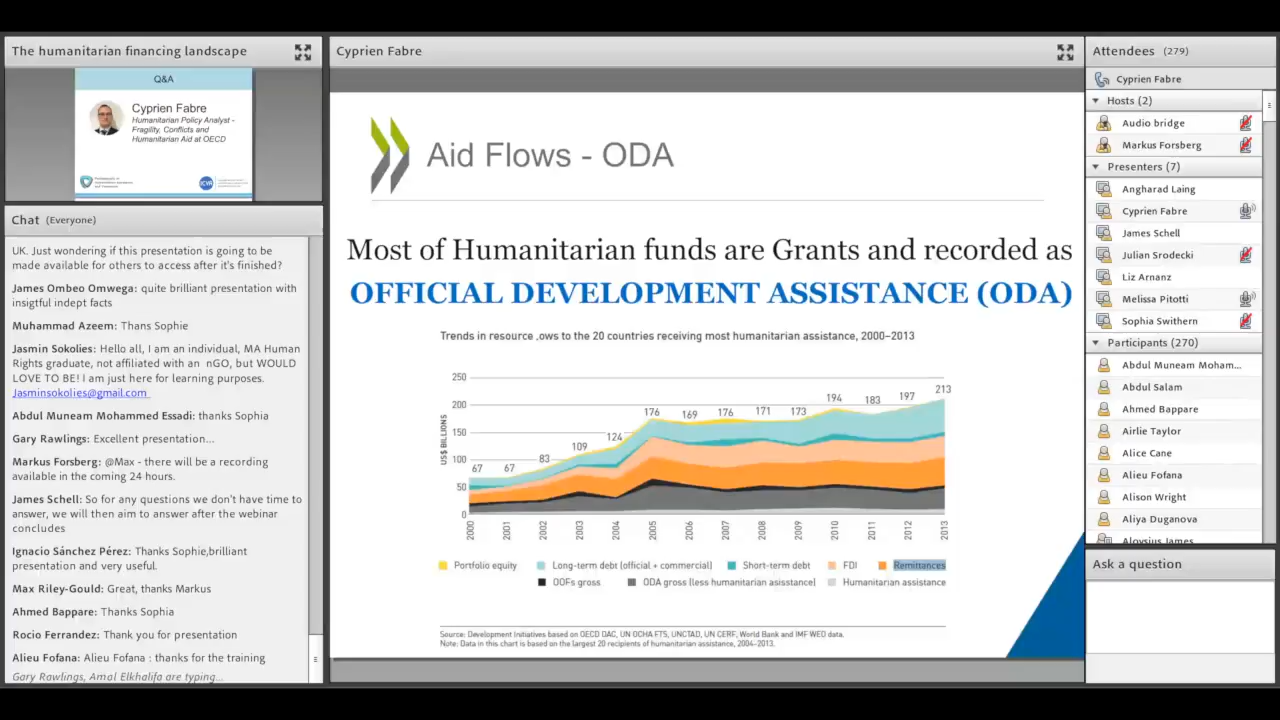 The humanitarian financing landscape
Q&A
Cyprien Fabre
Humanitarian Policy Analyst -
Fragility, Conflicts and
Humanitarian Aid at OECD
Chat (Everyone)
UK. Just wondering if this presentation is going to be
made available for others to access after it's finished?
James Ombeo Omwega: quite brilliant presentation with
insigtful indept facts
Muhammad Azeem: Thans Sophie
Jasmin Sokolies: Hello all, I am an individual, MA Human
Rights graduate, not affiliated with an nGO, but WOULD
LOVE TO BE! I am just here for learning purposes.
Jasminsokolies@gmail.com
Abdul Muneam Mohammed Essadi: thanks Sophia
Gary Rawlings: Excellent presentation...
Markus Forsberg: @Max - there will be a recording
available in the coming 24 hours.
James Schell: So for any questions we don't have time to
answer, we will then aim to answer after the webinar
concludes
Ignacio Sánchez Pérez: Thanks Sophie,brilliant
presentation and very useful.
Max Riley-Gould: Great, thanks Markus
Ahmed Bappare: Thanks Sophia
Rocio Ferrandez: Thank you for presentation
Alieu Fofana: Alieu Fofana : thanks for the training
Gary Rawlings, Amal Elkhalifa are typing...
Cyprien Fabre
Aid Flows - ODA
Most of Humanitarian funds are Grants and recorded as
OFFICIAL DEVELOPMENT ASSISTANCE (ODA)
Trends in resource .ows to the 20 countries receiving most humanitarian assistance, 2000–2013
US$ BILLIONS
250
200
150
100
50
0
67 67 83 109 124 176 169 176 171 173 194 183 197 213
2000 2001 2002 2003 2004 2005 2006 2007 2008 2009 2010 2011 2012 2013
Portfolio equity Long-term debt (official + commercial) Short-term debt FDI Remittances
OOFs gross ODA gross (less humanitarian asisstance) Humanitarian assistance
Source: Development Initiatives based on OECD DAC, UN OCHA FTS, UNCTAD, UN CERF, World Bank and IMF WED data.
Note: Data in this chart is based on the largest 20 recipients of humanitarian assistance, 2004-2013.
Attendees (279)
Cyprien Fabre
Hosts (2)
Audio bridge
Markus Forsberg
Presenters (7)
Angharad Laing
Cyprien Fabre
James Schell
Julian Srodecki
Liz Arnanz
Melissa Pitotti
Sophia Swithern
Participants (270)
Abdul Muneam Moham...
Abdul Salam
Ahmed Bappare
Airlie Taylor
Alice Cane
Alieu Fofana
Alison Wright
Aliya Duganova
Aloysius James
Ask a question